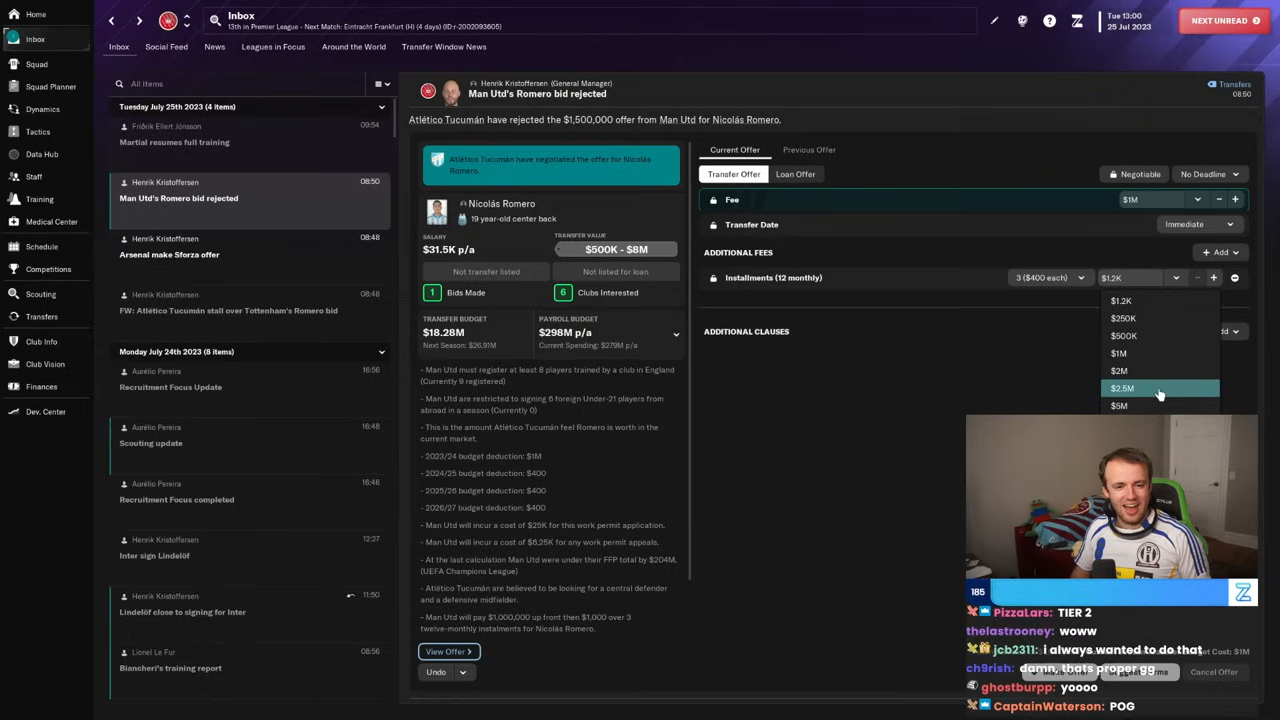 Home
Inbox
Squad
Squad Planner
Dynamics
Tactics
Data Hub
Staff
Training
Medical Center
Schedule
Competitions
Scouting
Transfers
Club Info
Club Vision
Finances
Dev. Center
Inbox
13th in Premier League - Next Match: Eintracht Frankfurt (H) (4 days) (ID:r-2002093605)
Tue 13:00
25 Jul 2023
NEXT UNREAD
Inbox
Social Feed
News
Leagues in Focus
Around the World
Transfer Window News
All Items
Tuesday July 25th 2023 (4 items)
Friðrik Ellert Jónsson 09:54
Martial resumes full training
Henrik Kristoffersen 08:50
Man Utd's Romero bid rejected
Henrik Kristoffersen 08:48
Arsenal make Sforza offer
Henrik Kristoffersen 08:48
FW: Atlético Tucumán stall over Tottenham's Romero bid
Monday July 24th 2023 (8 items)
Aurélio Pereira 16:56
Recruitment Focus Update
Aurélio Pereira 16:48
Scouting update
Aurélio Pereira 16:46
Recruitment Focus completed
Henrik Kristoffersen 12:27
Inter sign Lindelöf
Henrik Kristoffersen 11:50
Lindelöf close to signing for Inter
Lionel Le Fur 08:56
Biancheri's training report
Henrik Kristoffersen (General Manager)
Man Utd's Romero bid rejected
Transfers
08:50
Atlético Tucumán have rejected the $1,500,000 offer from Man Utd for Nicolás Romero.
Atlético Tucumán have negotiated the offer for Nicolás
Romero.
Nicolás Romero
19 year-old center back
SALARY
$31.5K p/a
TRANSFER VALUE
$500K - $8M
Not transfer listed
Not listed for loan
1 Bids Made
6 Clubs Interested
TRANSFER BUDGET
$18.28M
Next Season: $26.91M
PAYROLL BUDGET
$298M p/a
Current Spending: $279M p/a
- Man Utd must register at least 8 players trained by a club in England
(Currently 9 registered)
- Man Utd are restricted to signing 6 foreign Under-21 players from
abroad in a season (Currently 0)
- This is the amount Atlético Tucumán feel Romero is worth in the
current market.
- 2023/24 budget deduction: $1M
- 2024/25 budget deduction: $400
- 2025/26 budget deduction: $400
- 2026/27 budget deduction: $400
- Man Utd will incur a cost of $25K for this work permit application.
- Man Utd will incur a cost of $6.25K for any work permit appeals.
- At the last calculation Man Utd were under their FFP total by $204M.
(UEFA Champions League)
- Atlético Tucumán are believed to be looking for a central defender
and a defensive midfielder.
- Man Utd will pay $1,000,000 up front then $1,000 over 3
twelve-monthly instalments for Nicolás Romero.
View Offer
Undo
Current Offer
Previous Offer
Transfer Offer
Loan Offer
Negotiable
No Deadline
Fee
$1M
Transfer Date
Immediate
ADDITIONAL FEES
Add
Installments (12 monthly)
3 ($400 each)
$1.2K
$1.2K
$250K
$500K
$1M
$2M
$2.5M
$5M
ADDITIONAL CLAUSES
185
PizzaLars: TIER 2
thelastrooney: woww
jcb2311: i always wanted to do that
Cost: $1M
ch9rish: damn, thats proper gg
Cancel Offer
ghostburpp: yoooo
CaptainWaterson: POG